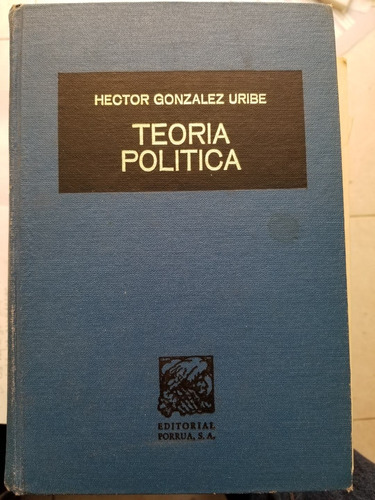 HECTOR GONZALEZ URIBE
TEORIA
POLITICA
EDITORIAL
PORRUA, S. A.